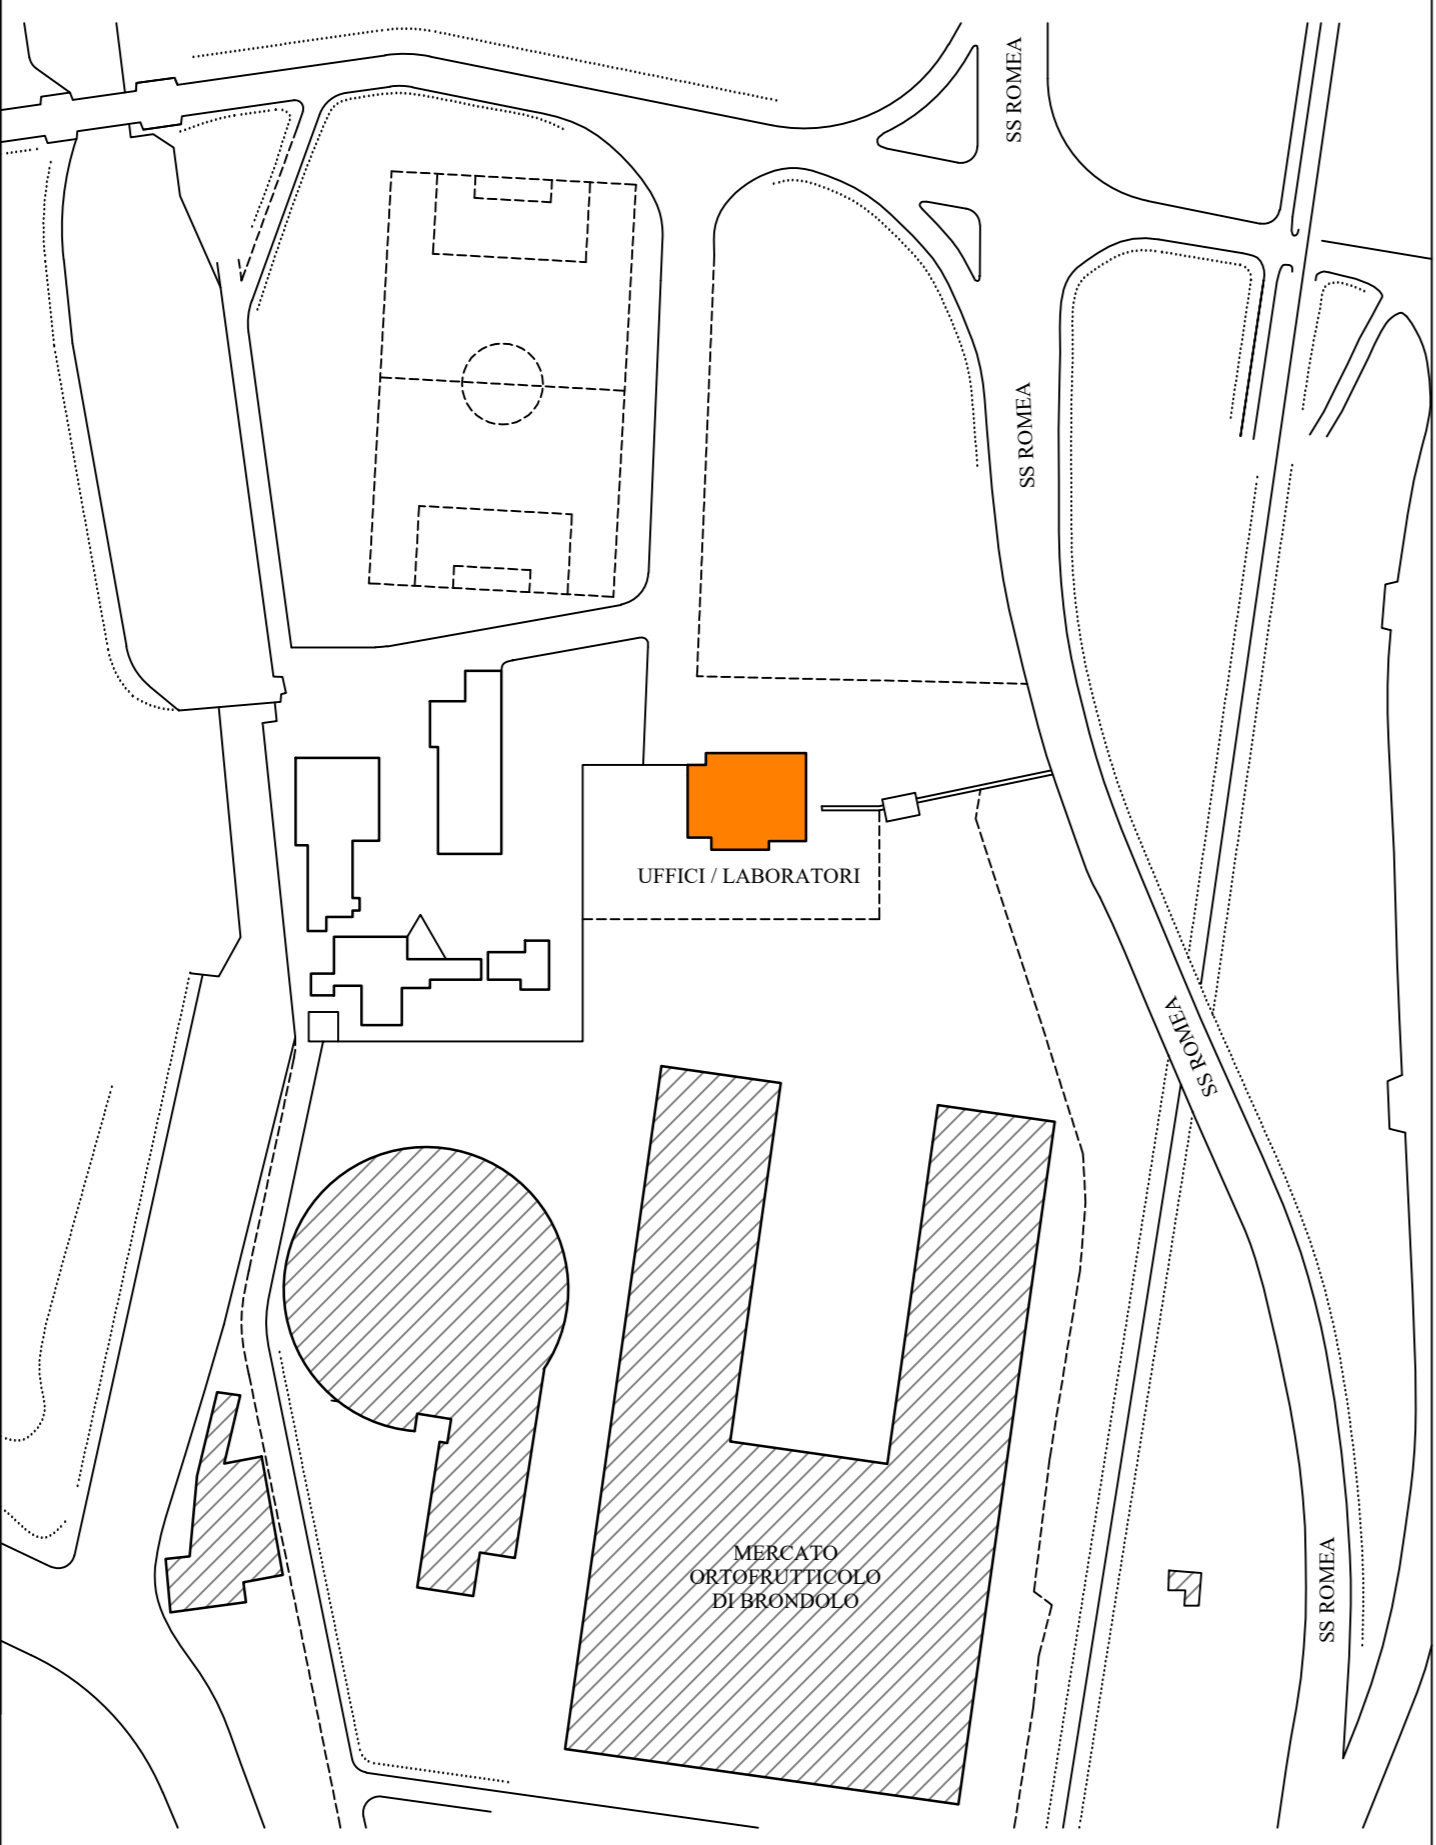 SS ROMEA
SS ROMEA
UFFICI / LABORATORI
SS ROMEA
MERCATO
ORTOFRUTTICOLO
DI BRONDOLO
SS ROMEA